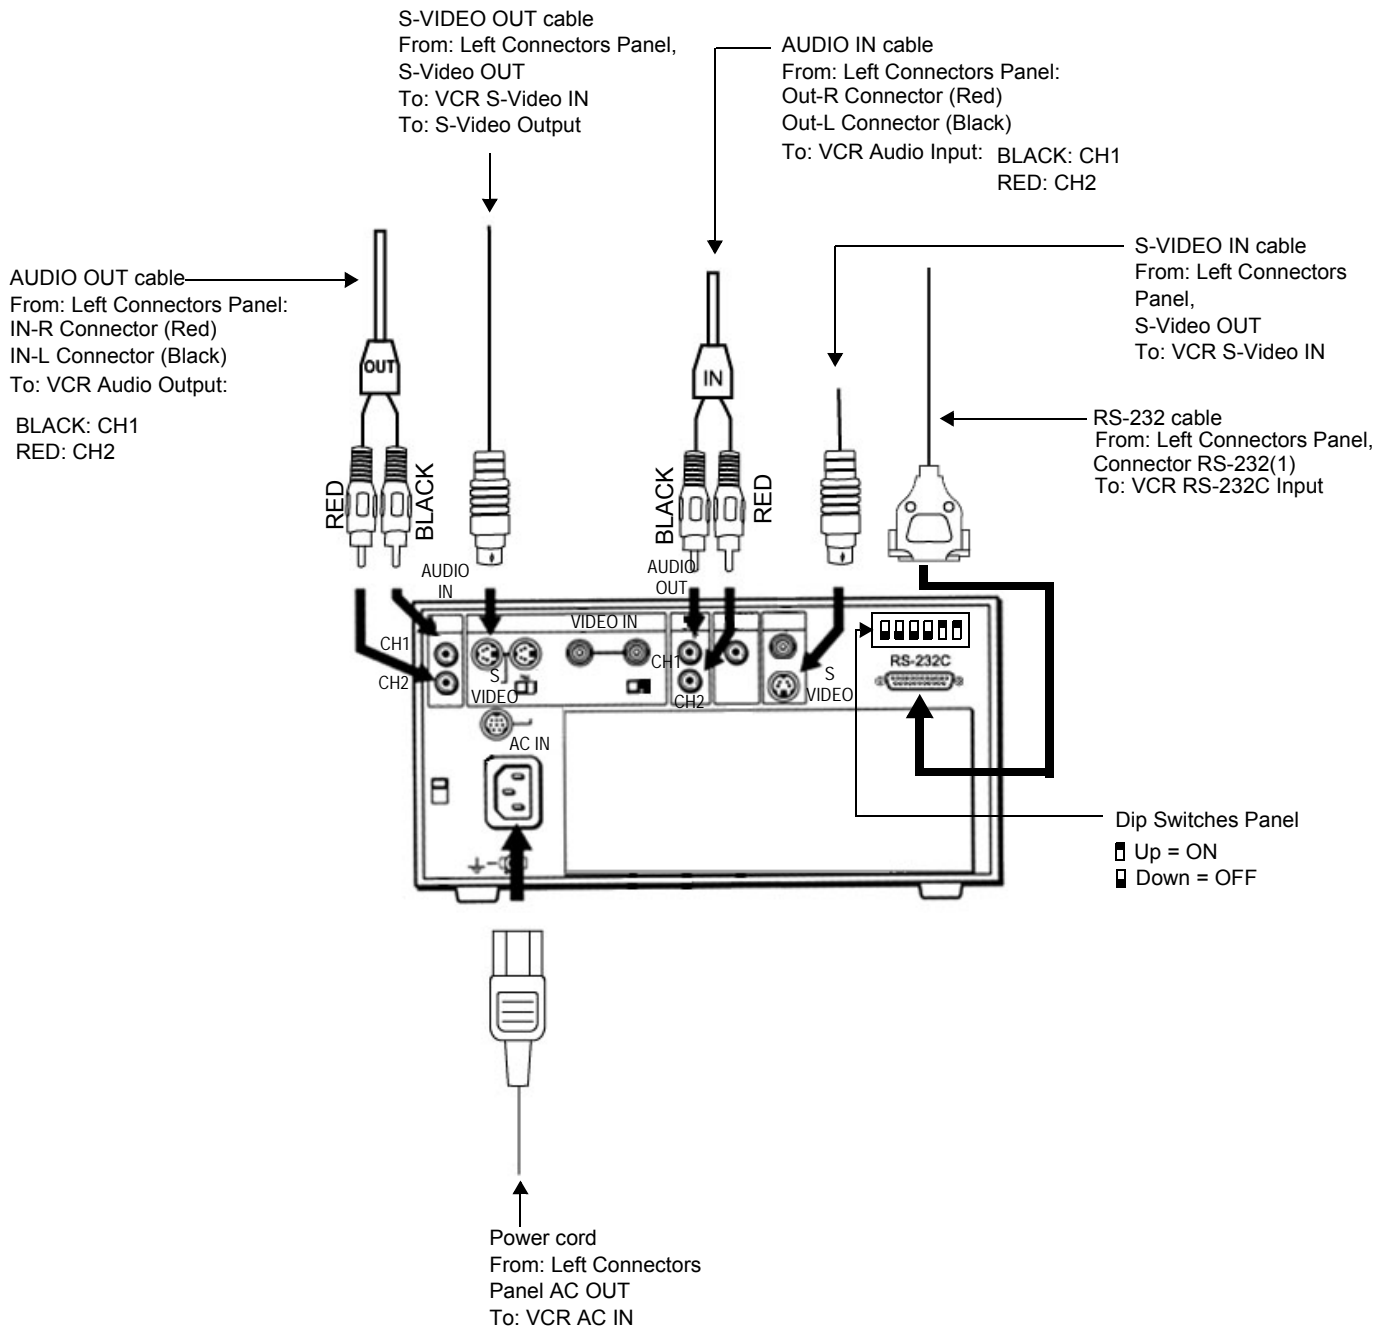 S-VIDEO OUT cable
From: Left Connectors Panel,
S-Video OUT
To: VCR S-Video IN
To: S-Video Output
AUDIO IN cable
From: Left Connectors Panel:
Out-R Connector (Red)
Out-L Connector (Black)
To: VCR Audio Input: BLACK: CH1
RED: CH2
S-VIDEO IN cable
From: Left Connectors
Panel,
S-Video OUT
To: VCR S-Video IN
AUDIO OUT cable
From: Left Connectors Panel:
IN-R Connector (Red)
IN-L Connector (Black)
To: VCR Audio Output:
BLACK: CH1
RED: CH2
OUT
IN
RS-232 cable
From: Left Connectors Panel,
Connector RS-232(1)
To: VCR RS-232C Input
RED
BLACK
BLACK
RED
AUDIO
IN
AUDIO
OUT
VIDEO IN
CH1
CH2
S
VIDEO
CH1
CH2
S
VIDEO
RS-232C
AC IN
Dip Switches Panel
Up = ON
Down = OFF
Power cord
From: Left Connectors
Panel AC OUT
To: VCR AC IN